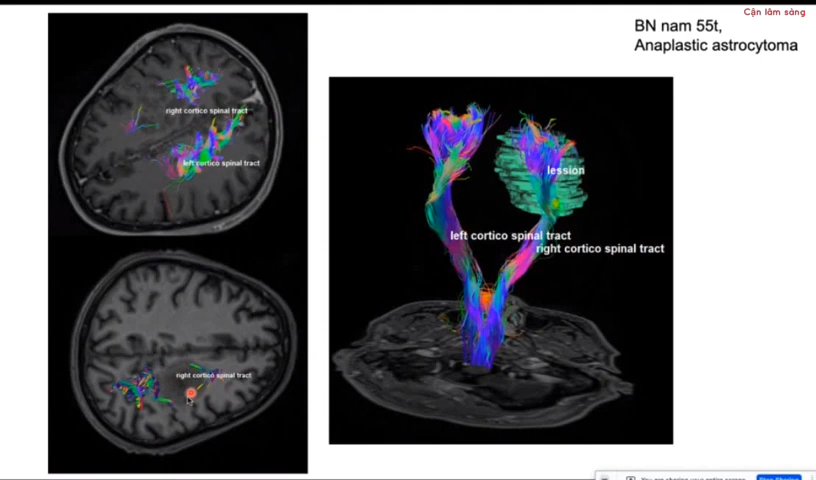 Cận lâm sàng
BN nam 55t,
Anaplastic astrocytoma
right cortico spinal tract
left cortico spinal tract
lession
left cortico spinal tract
right cortico spinal tract
right cortico spinal tract